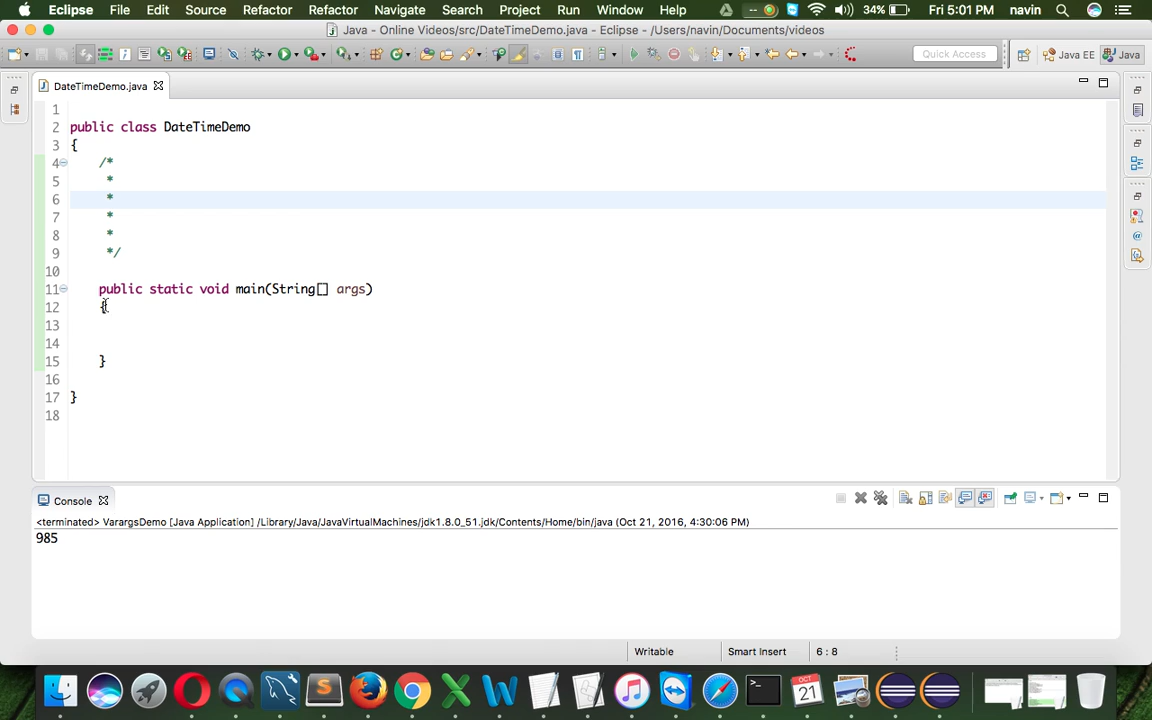 Eclipse File Edit Source Refactor Refactor Navigate Search Project Run Window Help 34% Fri 5:01 PM navin
Java - Online Videos/src/DateTimeDemo.java - Eclipse - /Users/navin/Documents/videos
Quick Access Java EE Java
DateTimeDemo.java
1
2 public class DateTimeDemo
3 {
4 /*
5 *
6 *
7 *
8 *
9 */
10
11 public static void main(String[] args)
12 {
13
14
15 }
16
17 }
18
Console
<terminated> VarargsDemo [Java Application] /Library/Java/JavaVirtualMachines/jdk1.8.0_51.jdk/Contents/Home/bin/java (Oct 21, 2016, 4:30:06 PM)
985
Writable Smart Insert 6 : 8
OCT
21